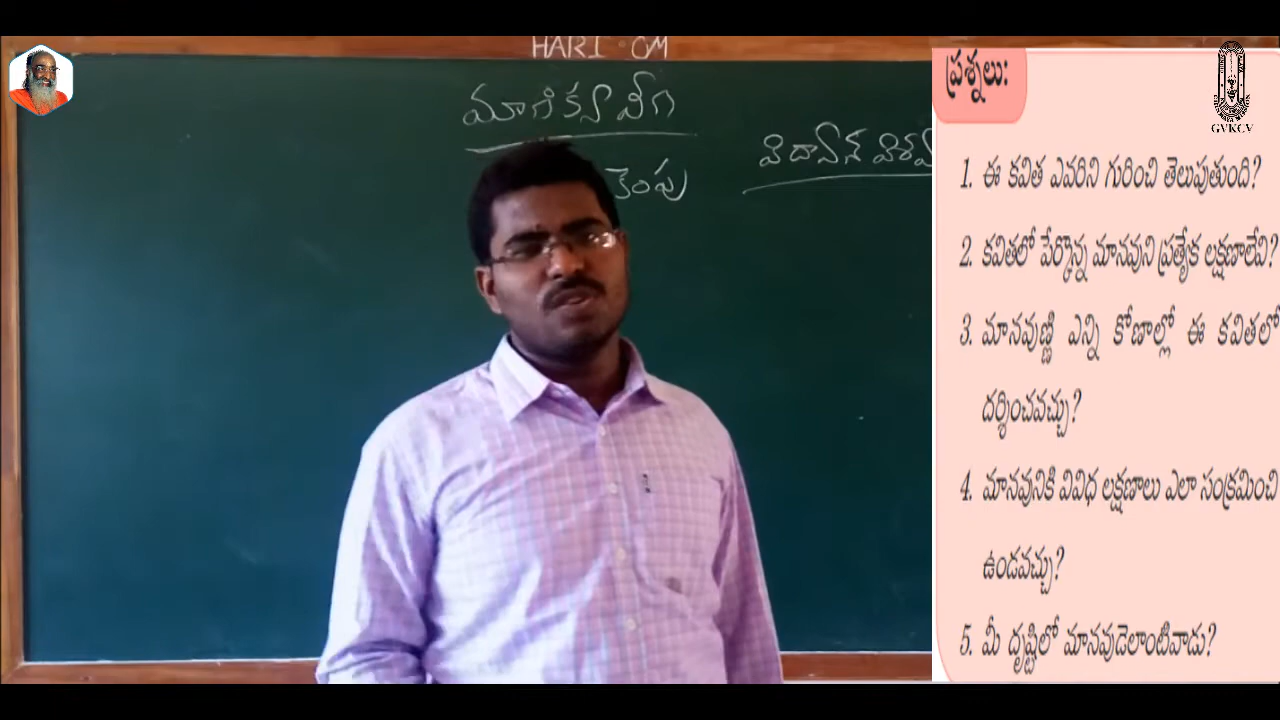 HARI · OM
మాణిక్యవీణ
విద్వాన్ విశ్వ
కెంపు
GVKCV
ప్రశ్నలు:
1. ఈ కవిత ఎవరిని గురించి తెలుపుతుంది?
2. కవితలో పేర్కొన్న మానవుని ప్రత్యేక లక్షణాలేవి?
3. మానవుణ్ణి ఎన్ని కోణాల్లో ఈ కవితలో
దర్శించవచ్చు?
4. మానవునికి వివిధ లక్షణాలు ఎలా సంక్రమించి
ఉండవచ్చు?
5. మీ దృష్టిలో మానవుడెలాంటివాడు?